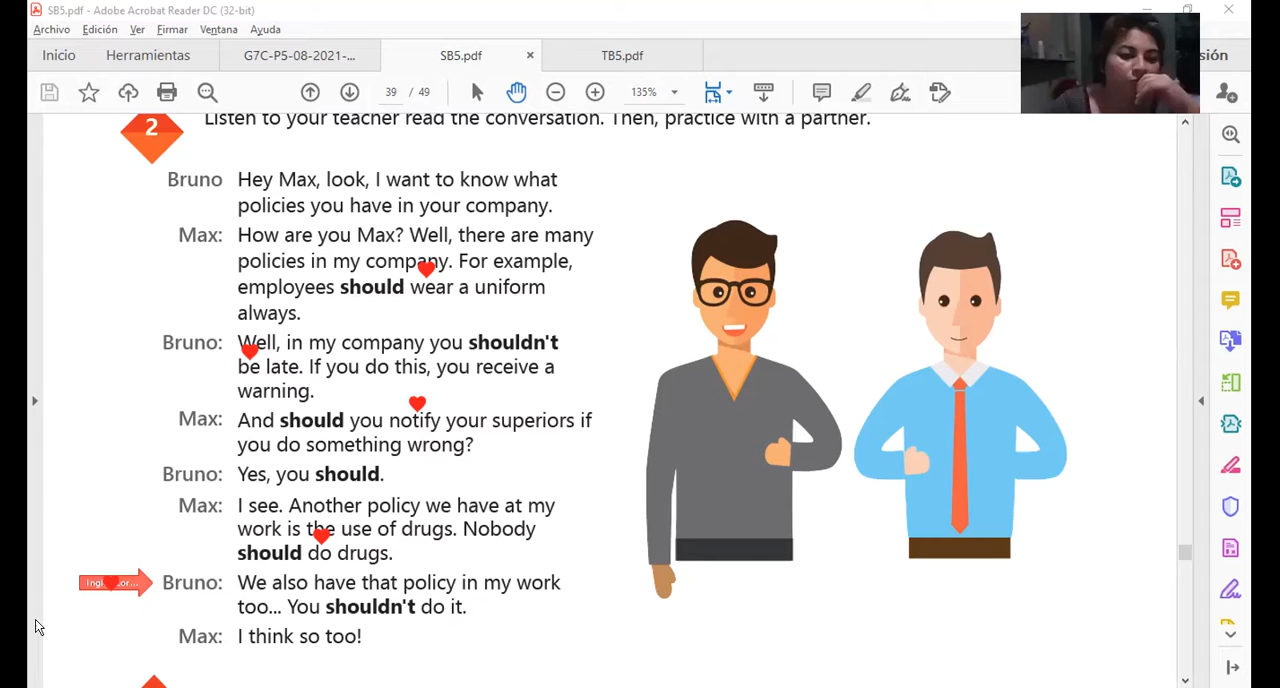 SB5.pdf - Adobe Acrobat Reader DC (32-bit)
Archivo Edición Ver Firmar Ventana Ayuda
Inicio Herramientas G7C-P5-08-2021-... SB5.pdf × TB5.pdf sión
39 / 49 135%
2 Listen to your teacher read the conversation. Then, practice with a partner.
Bruno Hey Max, look, I want to know what
policies you have in your company.
Max: How are you Max? Well, there are many
policies in my company. For example,
employees should wear a uniform
always.
Bruno: Well, in my company you shouldn't
be late. If you do this, you receive a
warning.
Max: And should you notify your superiors if
you do something wrong?
Bruno: Yes, you should.
Max: I see. Another policy we have at my
work is the use of drugs. Nobody
should do drugs.
Bruno: We also have that policy in my work
too... You shouldn't do it.
Max: I think so too!